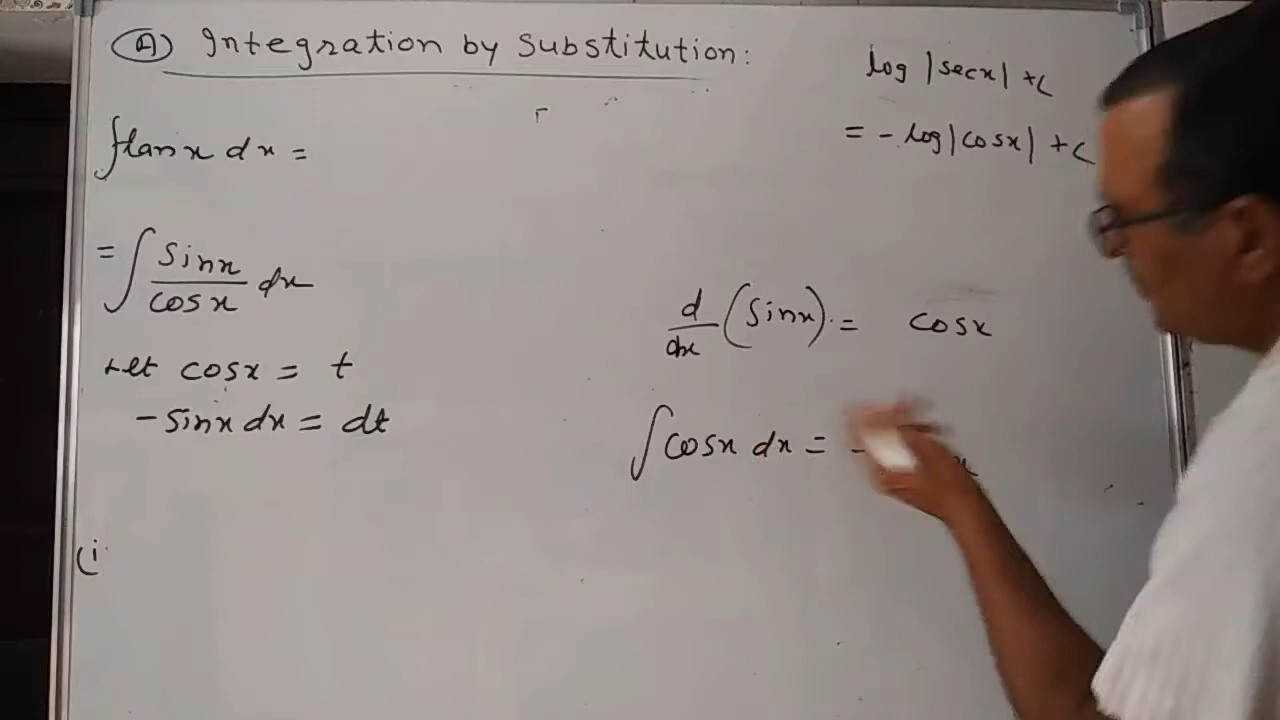 (A) Integration by Substitution:
log |secx| +c
= - log|cosx| + c
∫tanx dx =
= ∫ sinx/cosx dx
Let cosx = t
- sinx dx = dt
d/dx (sinx) = cosx
∫cosx dx = -
(i